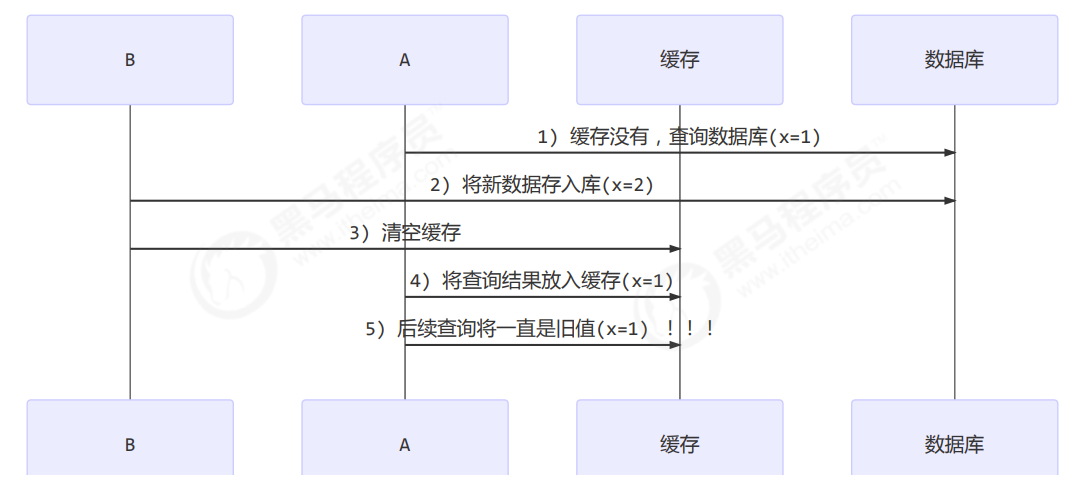 B
A
缓存
数据库
1) 缓存没有，查询数据库(x=1)
2) 将新数据存入库(x=2)
3) 清空缓存
4) 将查询结果放入缓存(x=1)
5) 后续查询将一直是旧值(x=1) ！！！
黑马程序员
www.itheima.com
黑马程序员
www.itheima.com
B
A
缓存
数据库